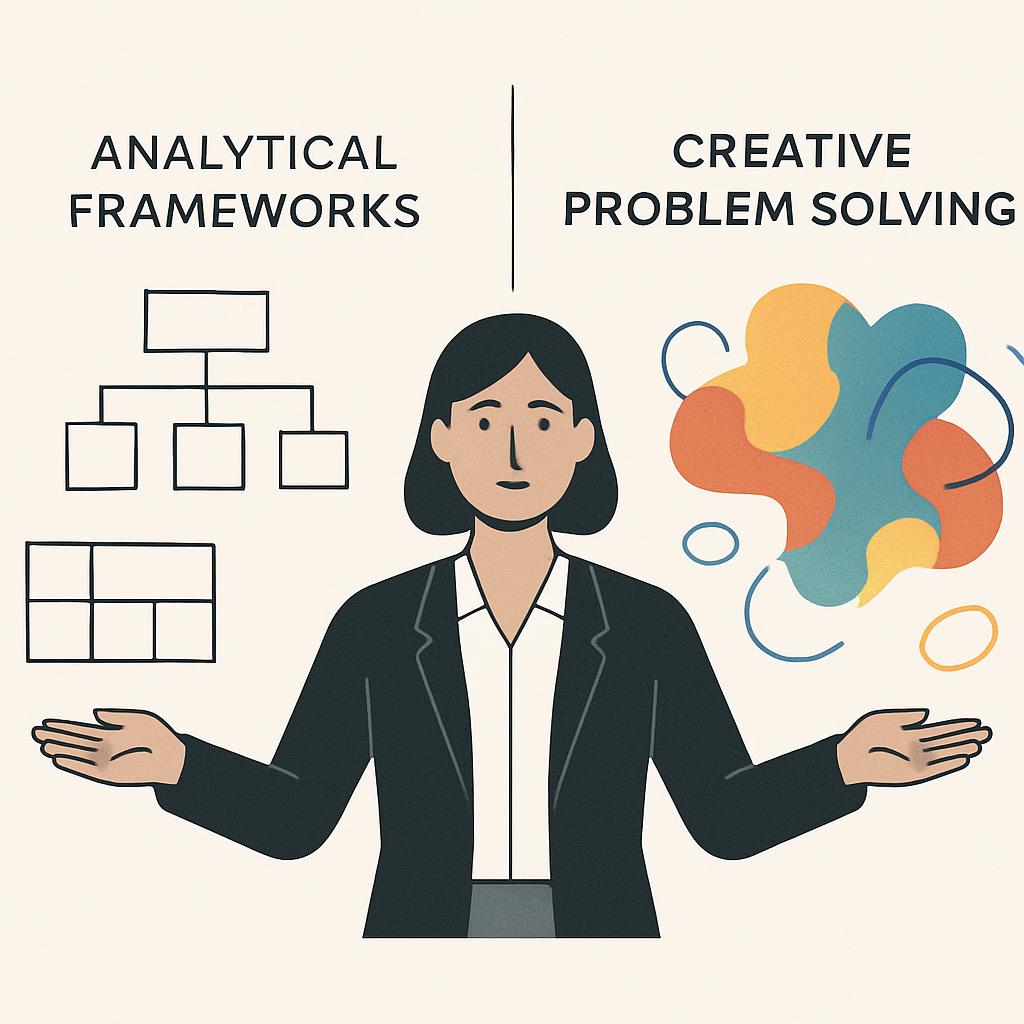 ANALYTICAL
FRAMEWORKS
CREATIVE
PROBLEM SOLVING